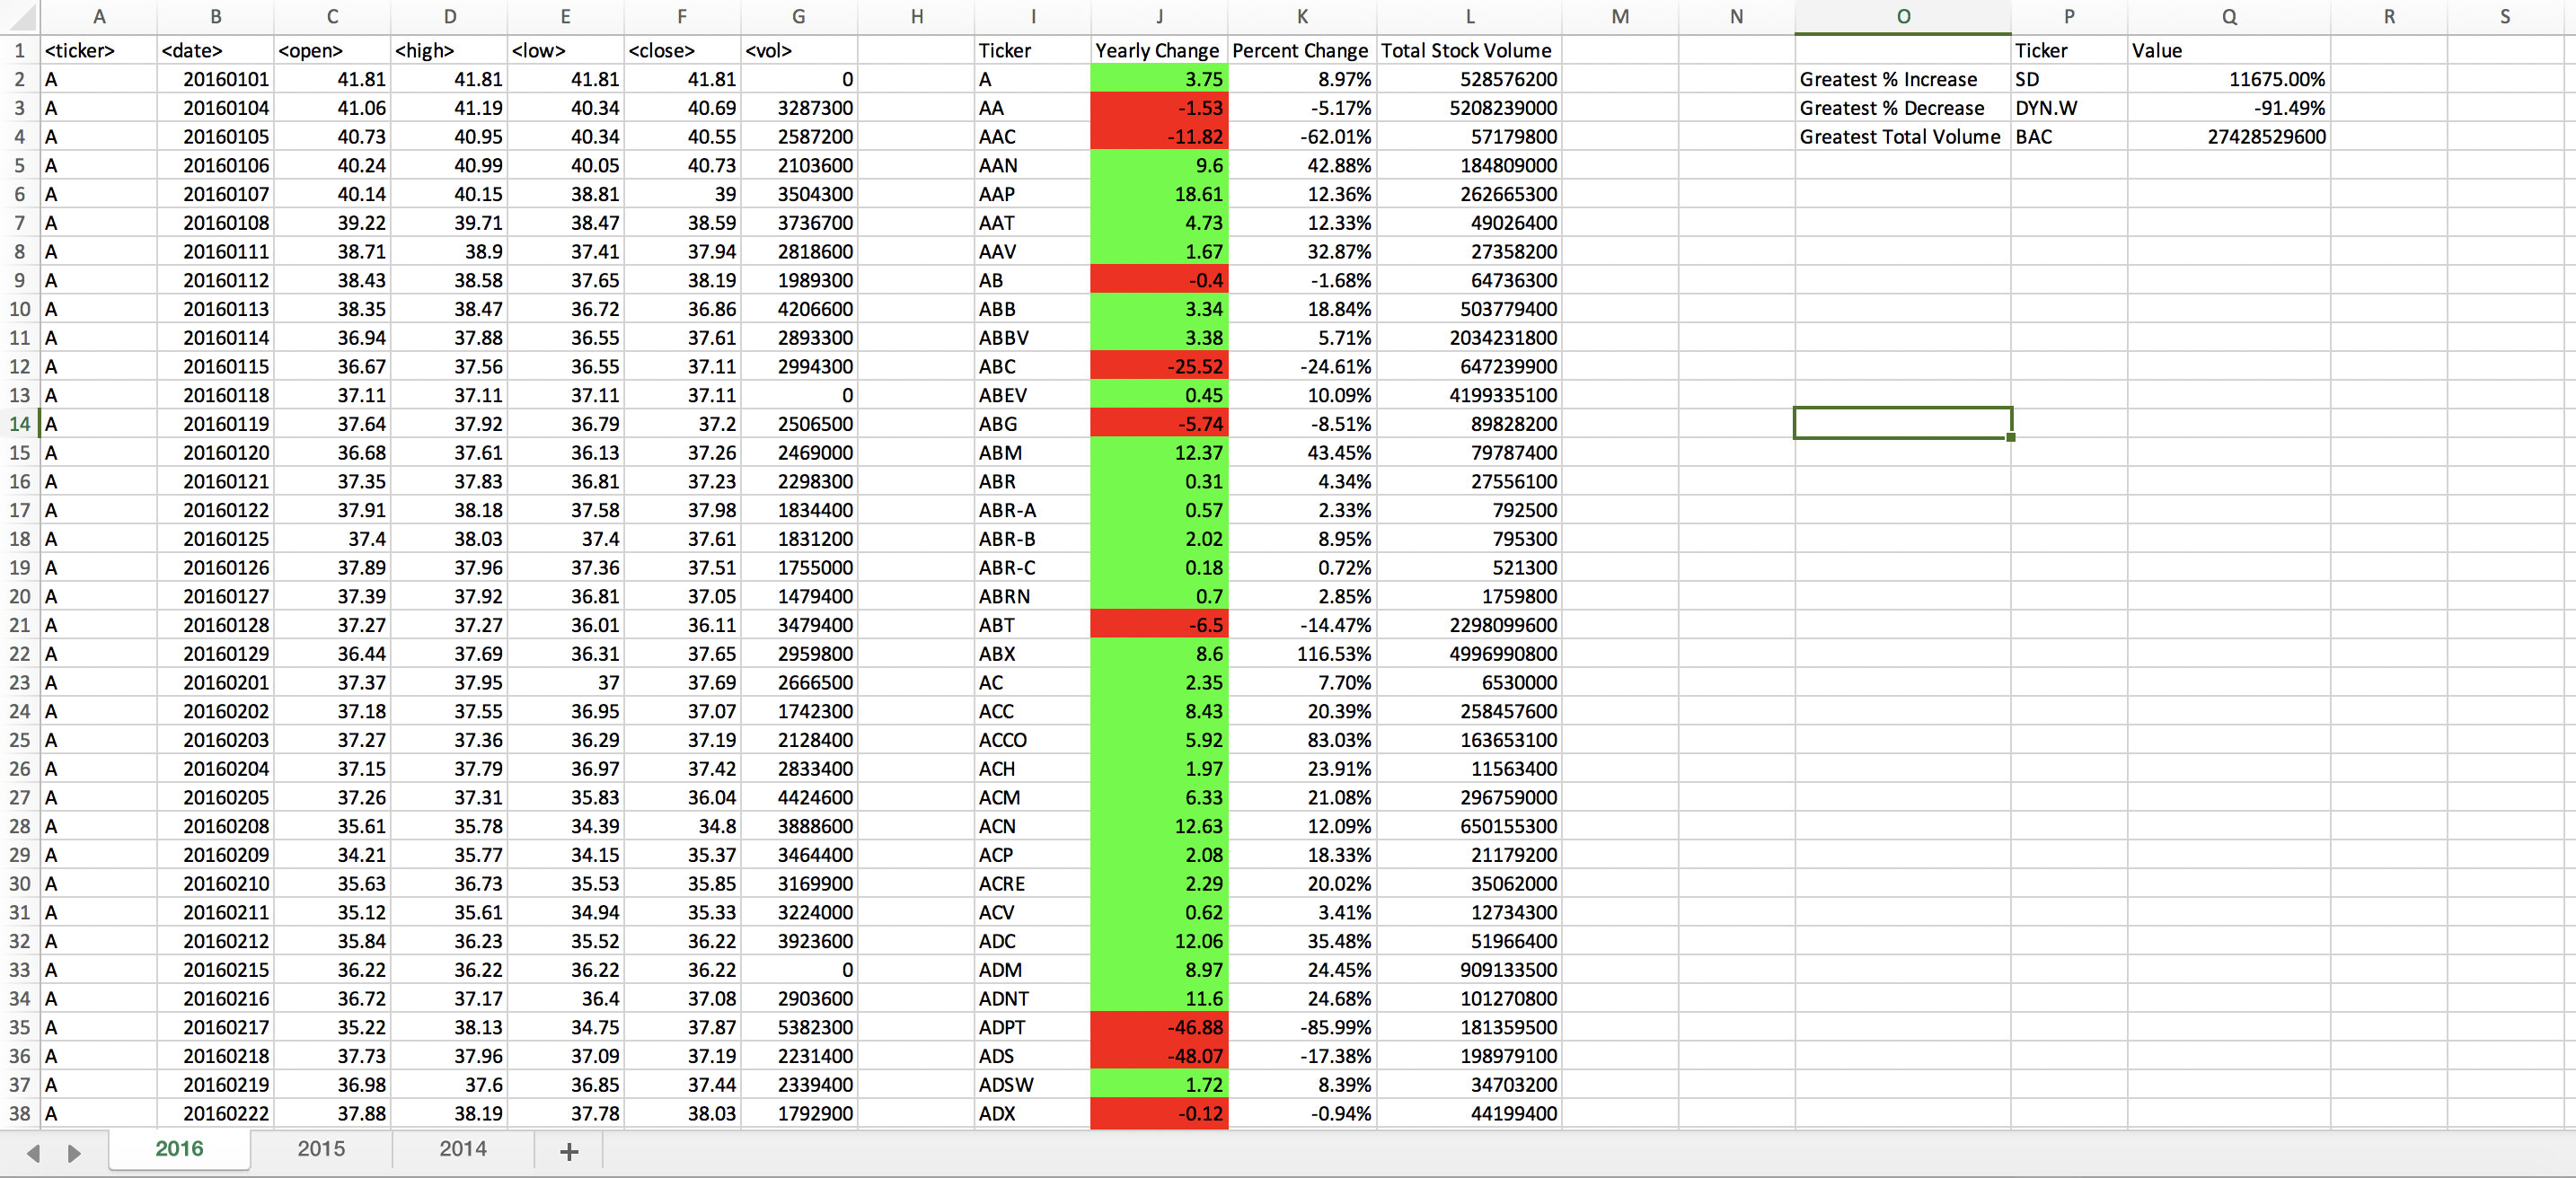 A B C D E F G H I J K L M N O P Q R S
1 <ticker> <date> <open> <high> <low> <close> <vol> Ticker Yearly Change Percent Change Total Stock Volume Ticker Value
2 A 20160101 41.81 41.81 41.81 41.81 0 A 3.75 8.97% 528576200 Greatest % Increase SD 11675.00%
3 A 20160104 41.06 41.19 40.34 40.69 3287300 AA -1.53 -5.17% 5208239000 Greatest % Decrease DYN.W -91.49%
4 A 20160105 40.73 40.95 40.34 40.55 2587200 AAC -11.82 -62.01% 57179800 Greatest Total Volume BAC 27428529600
5 A 20160106 40.24 40.99 40.05 40.73 2103600 AAN 9.6 42.88% 184809000
6 A 20160107 40.14 40.15 38.81 39 3504300 AAP 18.61 12.36% 262665300
7 A 20160108 39.22 39.71 38.47 38.59 3736700 AAT 4.73 12.33% 49026400
8 A 20160111 38.71 38.9 37.41 37.94 2818600 AAV 1.67 32.87% 27358200
9 A 20160112 38.43 38.58 37.65 38.19 1989300 AB -0.4 -1.68% 64736300
10 A 20160113 38.35 38.47 36.72 36.86 4206600 ABB 3.34 18.84% 503779400
11 A 20160114 36.94 37.88 36.55 37.61 2893300 ABBV 3.38 5.71% 2034231800
12 A 20160115 36.67 37.56 36.55 37.11 2994300 ABC -25.52 -24.61% 647239900
13 A 20160118 37.11 37.11 37.11 37.11 0 ABEV 0.45 10.09% 4199335100
14 A 20160119 37.64 37.92 36.79 37.2 2506500 ABG -5.74 -8.51% 89828200
15 A 20160120 36.68 37.61 36.13 37.26 2469000 ABM 12.37 43.45% 79787400
16 A 20160121 37.35 37.83 36.81 37.23 2298300 ABR 0.31 4.34% 27556100
17 A 20160122 37.91 38.18 37.58 37.98 1834400 ABR-A 0.57 2.33% 792500
18 A 20160125 37.4 38.03 37.4 37.61 1831200 ABR-B 2.02 8.95% 795300
19 A 20160126 37.89 37.96 37.36 37.51 1755000 ABR-C 0.18 0.72% 521300
20 A 20160127 37.39 37.92 36.81 37.05 1479400 ABRN 0.7 2.85% 1759800
21 A 20160128 37.27 37.27 36.01 36.11 3479400 ABT -6.5 -14.47% 2298099600
22 A 20160129 36.44 37.69 36.31 37.65 2959800 ABX 8.6 116.53% 4996990800
23 A 20160201 37.37 37.95 37 37.69 2666500 AC 2.35 7.70% 6530000
24 A 20160202 37.18 37.55 36.95 37.07 1742300 ACC 8.43 20.39% 258457600
25 A 20160203 37.27 37.36 36.29 37.19 2128400 ACCO 5.92 83.03% 163653100
26 A 20160204 37.15 37.79 36.97 37.42 2833400 ACH 1.97 23.91% 11563400
27 A 20160205 37.26 37.31 35.83 36.04 4424600 ACM 6.33 21.08% 296759000
28 A 20160208 35.61 35.78 34.39 34.8 3888600 ACN 12.63 12.09% 650155300
29 A 20160209 34.21 35.77 34.15 35.37 3464400 ACP 2.08 18.33% 21179200
30 A 20160210 35.63 36.73 35.53 35.85 3169900 ACRE 2.29 20.02% 35062000
31 A 20160211 35.12 35.61 34.94 35.33 3224000 ACV 0.62 3.41% 12734300
32 A 20160212 35.84 36.23 35.52 36.22 3923600 ADC 12.06 35.48% 51966400
33 A 20160215 36.22 36.22 36.22 36.22 0 ADM 8.97 24.45% 909133500
34 A 20160216 36.72 37.17 36.4 37.08 2903600 ADNT 11.6 24.68% 101270800
35 A 20160217 35.22 38.13 34.75 37.87 5382300 ADPT -46.88 -85.99% 181359500
36 A 20160218 37.73 37.96 37.09 37.19 2231400 ADS -48.07 -17.38% 198979100
37 A 20160219 36.98 37.6 36.85 37.44 2339400 ADSW 1.72 8.39% 34703200
38 A 20160222 37.88 38.19 37.78 38.03 1792900 ADX -0.12 -0.94% 44199400
2016 2015 2014 +